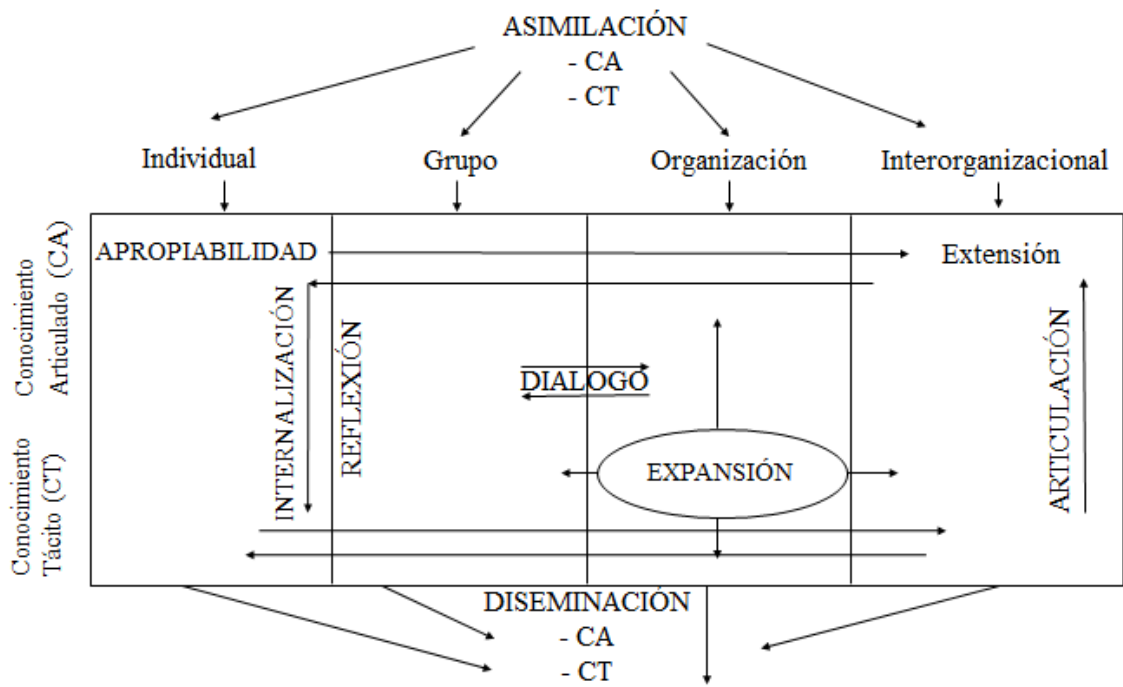 ASIMILACIÓN
- CA
- CT
Individual
Grupo
Organización
Interorganizacional
Conocimiento
Articulado (CA)
APROPIABILIDAD
Extensión
INTERNALIZACIÓN
REFLEXIÓN
DIALOGO
ARTICULACIÓN
EXPANSIÓN
Conocimiento
Tácito (CT)
DISEMINACIÓN
- CA
- CT